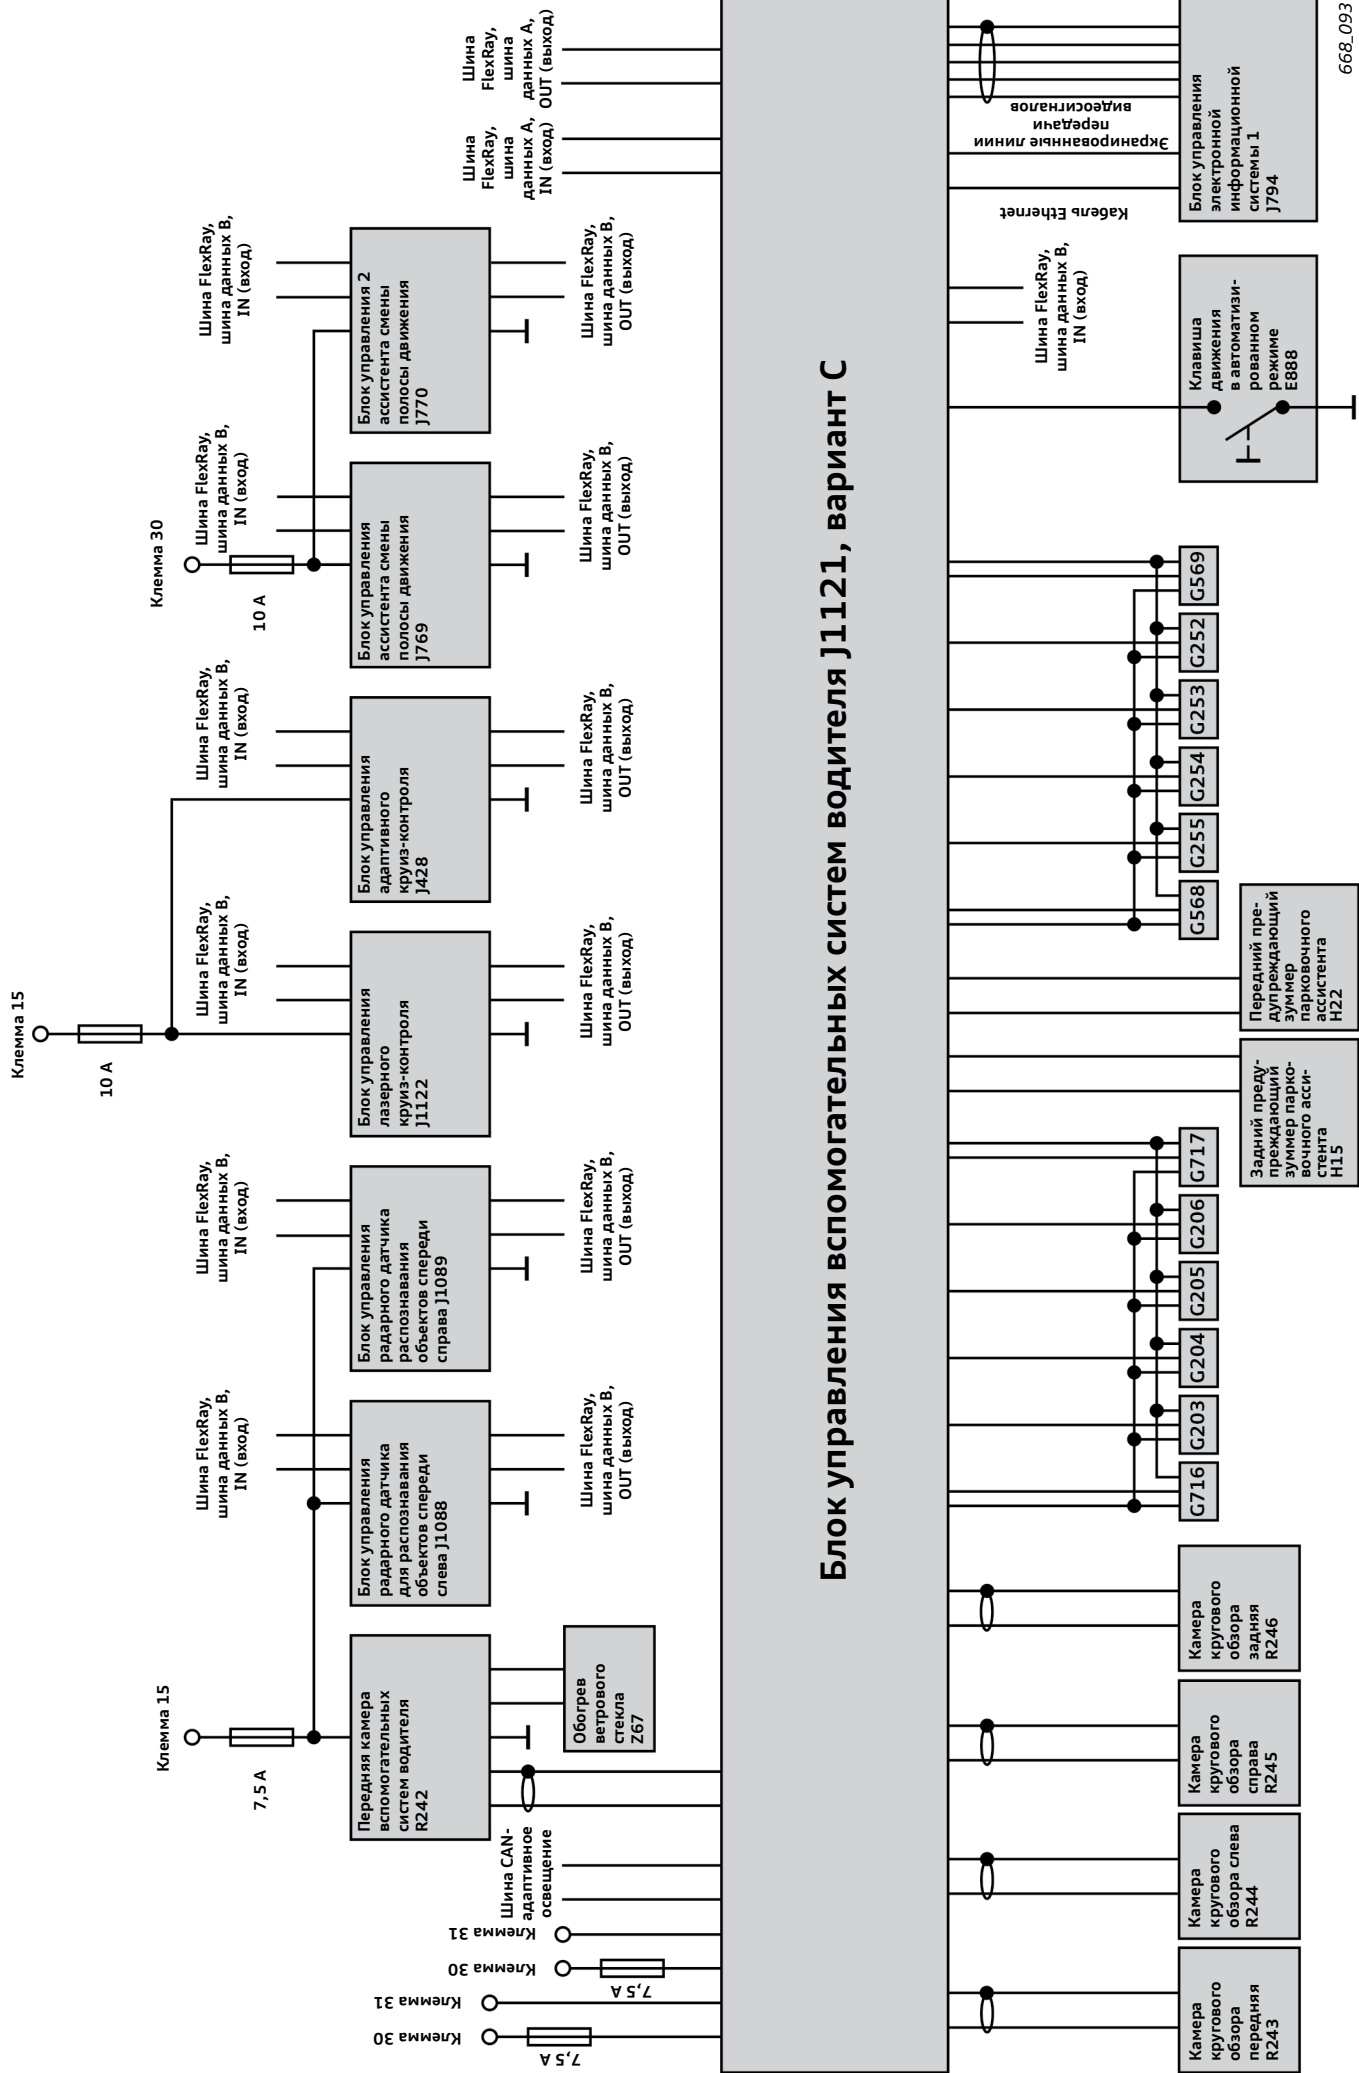 Клемма 15
10 A
Клемма 15
7,5 A
Клемма 30
10 A
Шина FlexRay,
шина данных B,
IN (вход)
Шина FlexRay,
шина данных B,
IN (вход)
Шина FlexRay,
шина данных B,
IN (вход)
Шина FlexRay,
шина данных B,
IN (вход)
Шина FlexRay,
шина данных B,
IN (вход)
Шина FlexRay,
шина данных B,
IN (вход)
Передняя камера
вспомогательных
систем водителя
R242
Блок управления
радарного датчика
для распознавания
объектов спереди
слева J1088
Блок управления
радарного датчика
распознавания
объектов спереди
справа J1089
Блок управления
лазерного
круиз-контроля
J1122
Блок управления
адаптивного
круиз-контроля
J428
Блок управления
ассистента смены
полосы движения
J769
Блок управления 2
ассистента смены
полосы движения
J770
Клемма 30
7,5 A
Клемма 31
Клемма 30
7,5 A
Клемма 31
Шина CAN-
адаптивное
освещение
Обогрев
ветрового
стекла
Z67
Шина FlexRay,
шина данных B,
OUT (выход)
Шина FlexRay,
шина данных B,
OUT (выход)
Шина FlexRay,
шина данных B,
OUT (выход)
Шина FlexRay,
шина данных B,
OUT (выход)
Шина FlexRay,
шина данных B,
OUT (выход)
Шина FlexRay,
шина данных B,
OUT (выход)
Шина
FlexRay,
шина
данных A,
IN (вход)
Шина
FlexRay,
шина
данных A,
OUT (выход)
Блок управления вспомогательных систем водителя J1121, вариант C
Шина FlexRay,
шина данных B,
IN (вход)
Кабель Ethernet
Экранированные линии
передачи
видеосигналов
Камера
кругового
обзора
передняя
R243
Камера
кругового
обзора слева
R244
Камера
кругового
обзора
справа
R245
Камера
кругового
обзора
задняя
R246
G716
G203
G204
G205
G206
G717
Задний преду-
преждающий
зуммер парко-
вочного асси-
стента
H15
Передний пре-
дупреждающий
зуммер
парковочного
ассистента
H22
G568
G255
G254
G253
G252
G569
Клавиша
движения
в автоматизи-
рованном
режиме
E888
Блок управления
электронной
информационной
системы 1
J794
668_093